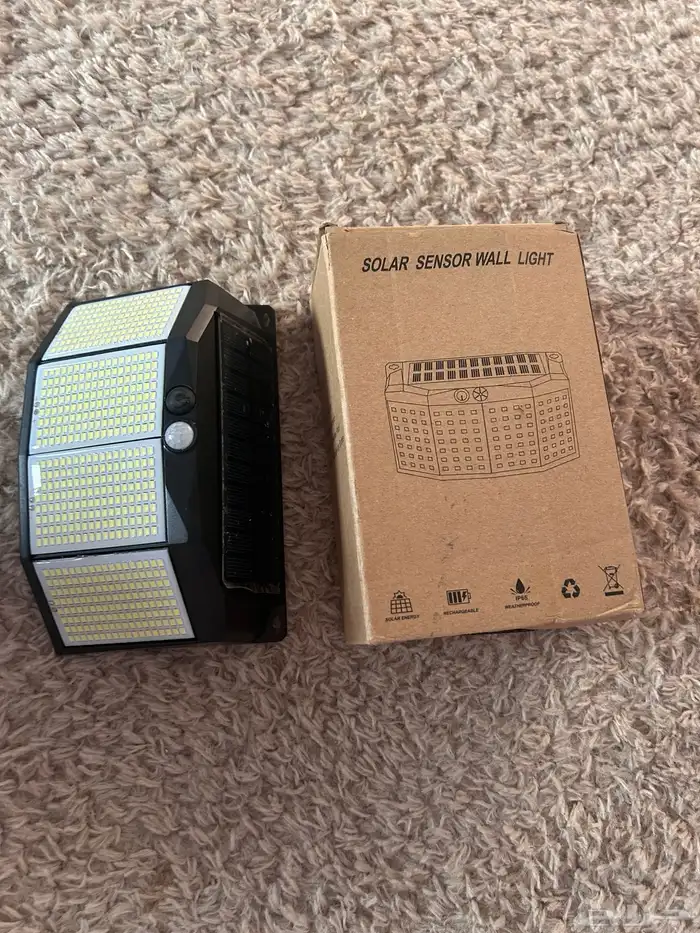 SOLAR SENSOR WALL LIGHT
SOLAR ENERGY
RECHARGEABLE
IP65
WEATHERPROOF